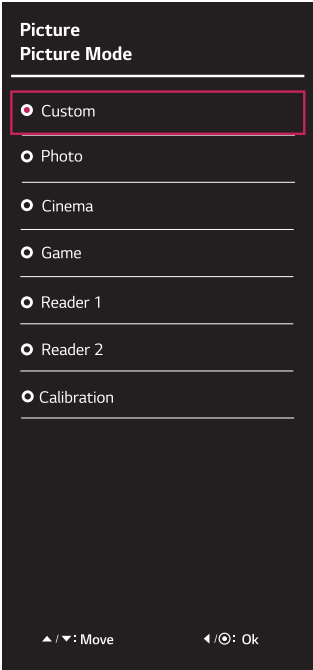 Picture
Picture Mode
Custom
Photo
Cinema
Game
Reader 1
Reader 2
Calibration
▲/▼: Move
◀/◉: Ok